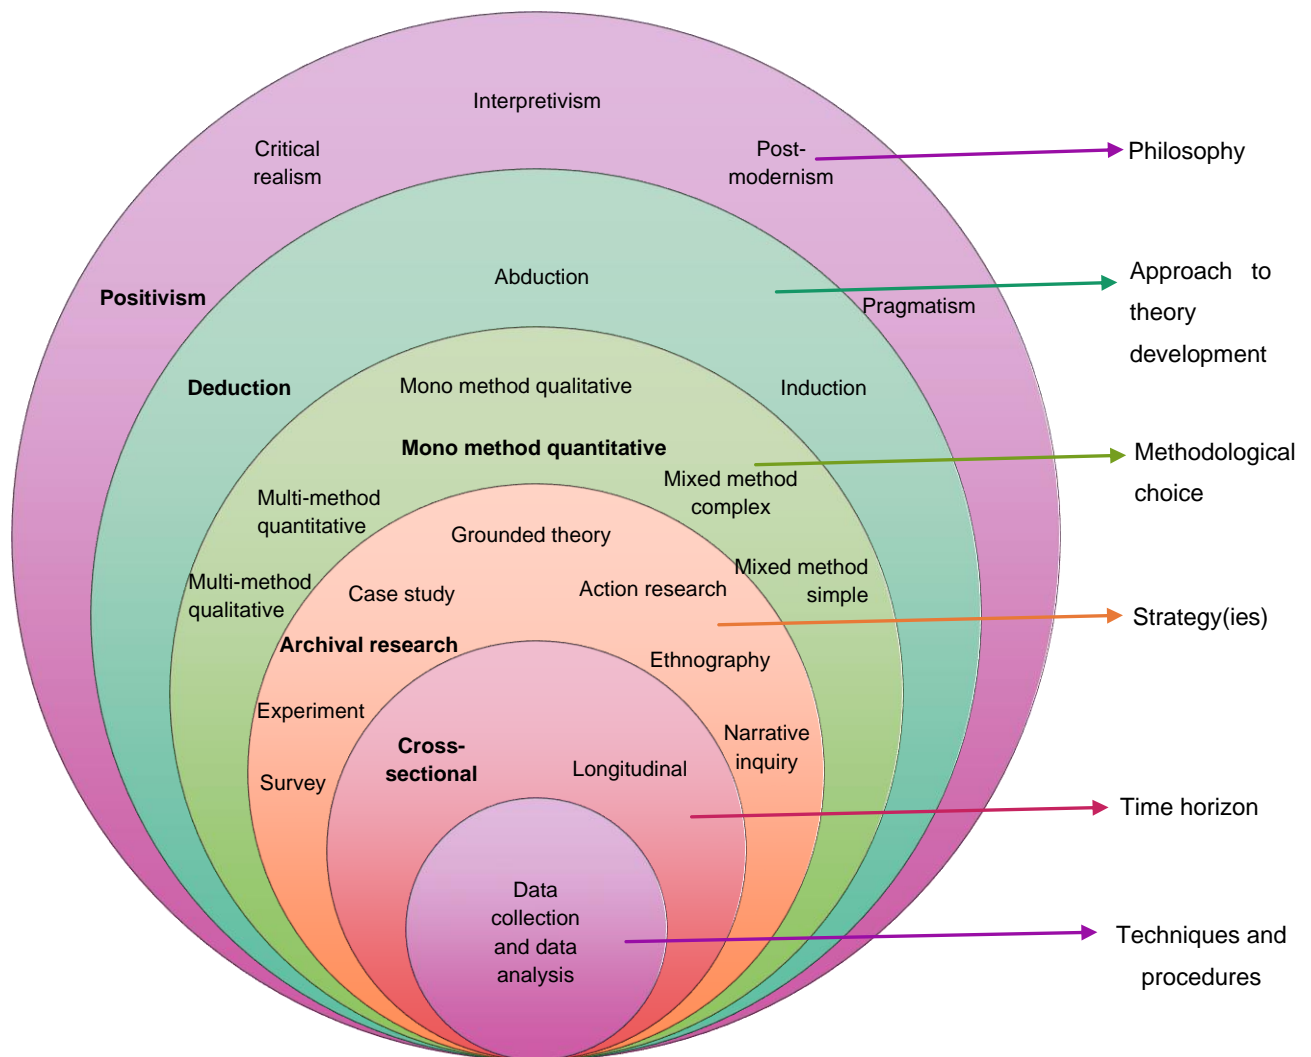 Interpretivism
Critical
realism
Post-
modernism
Philosophy
Positivism
Pragmatism
Abduction
Approach to
theory
development
Deduction
Induction
Mono method qualitative
Mono method quantitative
Methodological
choice
Multi-method
quantitative
Mixed method
complex
Multi-method
qualitative
Mixed method
simple
Grounded theory
Case study
Action research
Strategy(ies)
Archival research
Ethnography
Experiment
Narrative
inquiry
Survey
Cross-
sectional
Longitudinal
Time horizon
Data
collection
and data
analysis
Techniques and
procedures